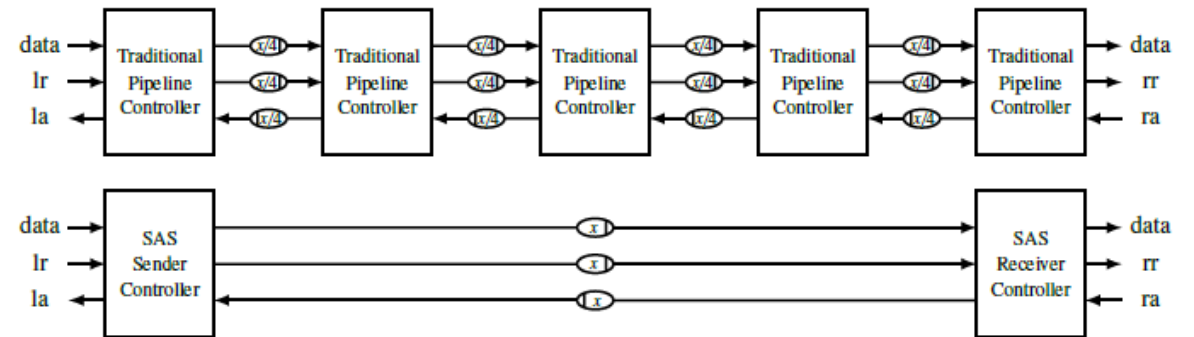 data
lr
la
Traditional
Pipeline
Controller
x/4
x/4
x/4
Traditional
Pipeline
Controller
x/4
x/4
x/4
Traditional
Pipeline
Controller
x/4
x/4
x/4
Traditional
Pipeline
Controller
x/4
x/4
x/4
Traditional
Pipeline
Controller
data
rr
ra
data
lr
la
SAS
Sender
Controller
x
x
x
SAS
Receiver
Controller
data
rr
ra